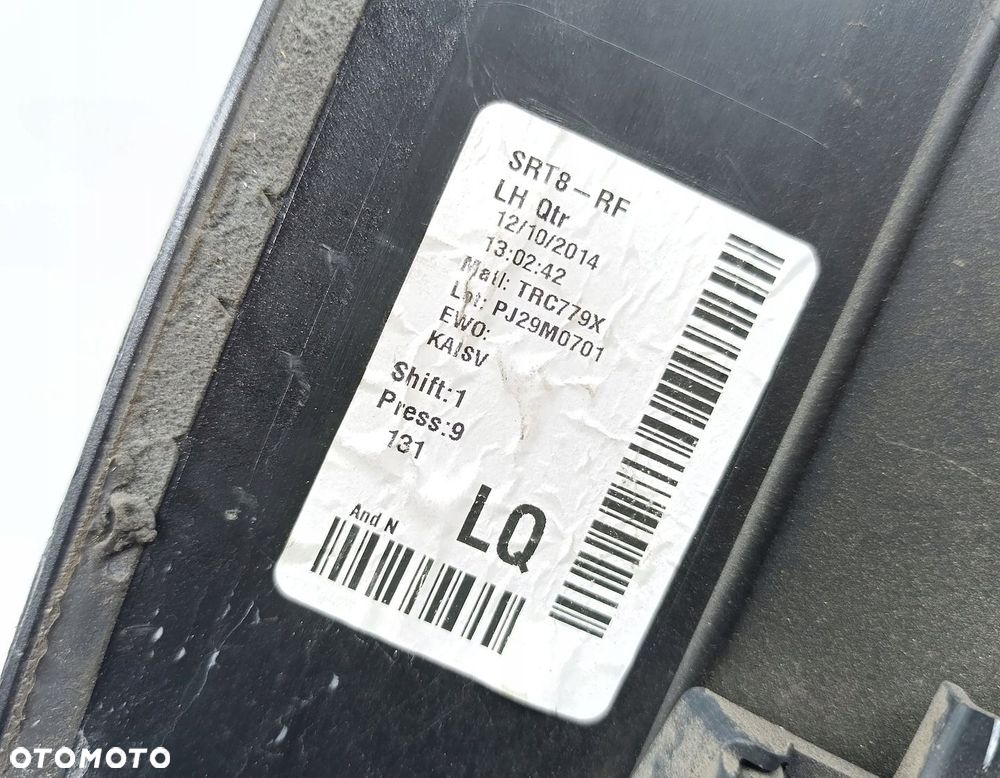 SRT8-RF
LH Qtr
12/10/2014
13:02:42
Matl: TRC779X
Lot: PJ29M0701
EWO:
KAISV
Shift:1
Press:9
131
LQ
And N
OTOMOTO